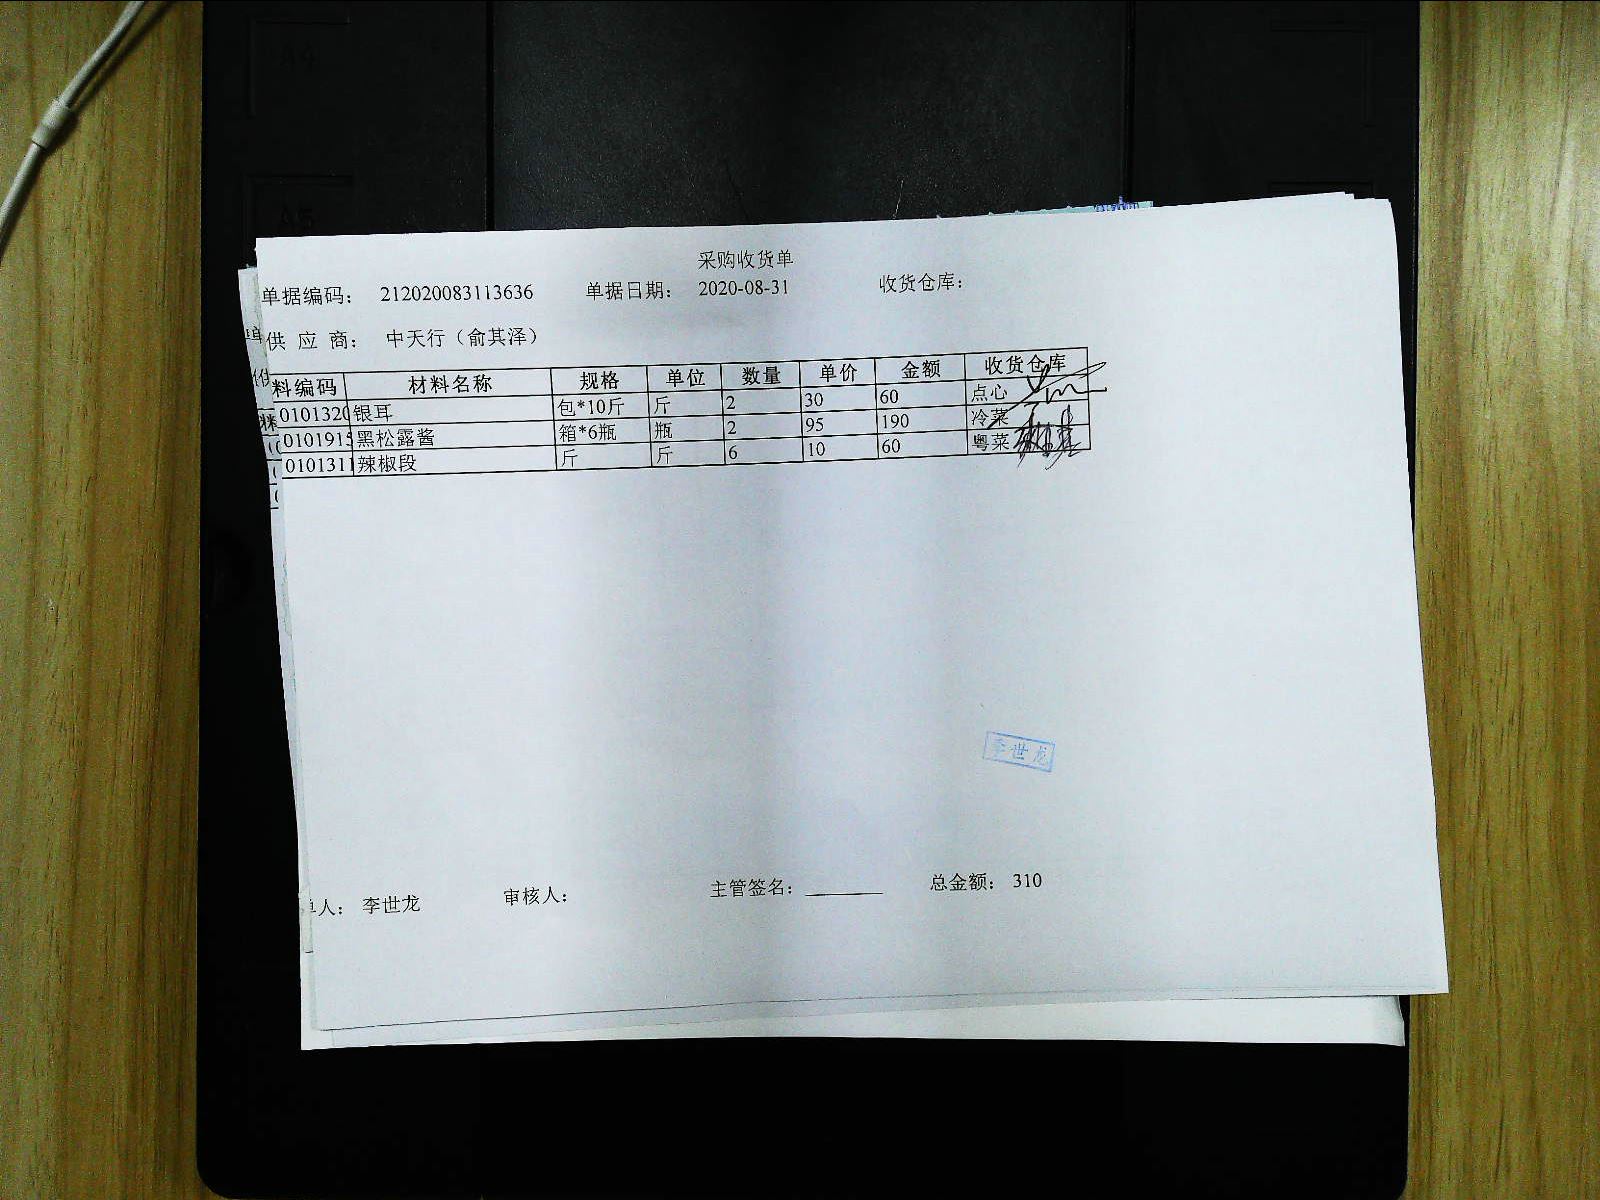 采购收货单
单据编码： 212020083113636 单据日期： 2020-08-31 收货仓库：
供 应 商： 中天行（俞其泽）
料编码 材料名称 规格 单位 数量 单价 金额 收货仓库
0101320 银耳 包*10斤 斤 2 30 60 点心
010191 黑松露酱 箱*6瓶 瓶 2 95 190 冷菜
010131 辣椒段 斤 斤 6 10 60 粤菜
李世龙
单人： 李世龙 审核人： 主管签名： 总金额： 310